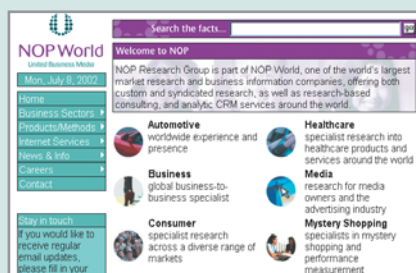 Search the facts...
NOP World
United Business Media
Mon, July 8, 2002
Home
Business Sectors
Products/Methods
Internet Services
News & Info
Careers
Contact
Stay in touch
If you would like to
receive regular
email updates,
please fill in your
Welcome to NOP
NOP Research Group is part of NOP World, one of the world's largest
market research and business information companies, offering both
custom and syndicated research, as well as research-based
consulting, and analytic CRM services around the world.
Automotive
worldwide experience and
presence
Business
global business-to-
business specialist
Consumer
specialist research
across a diverse range of
markets
Healthcare
specialist research into
healthcare products and
services around the world
Media
research for media
owners and the
advertising industry
Mystery Shopping
specialists in mystery
shopping and
performance
measurement